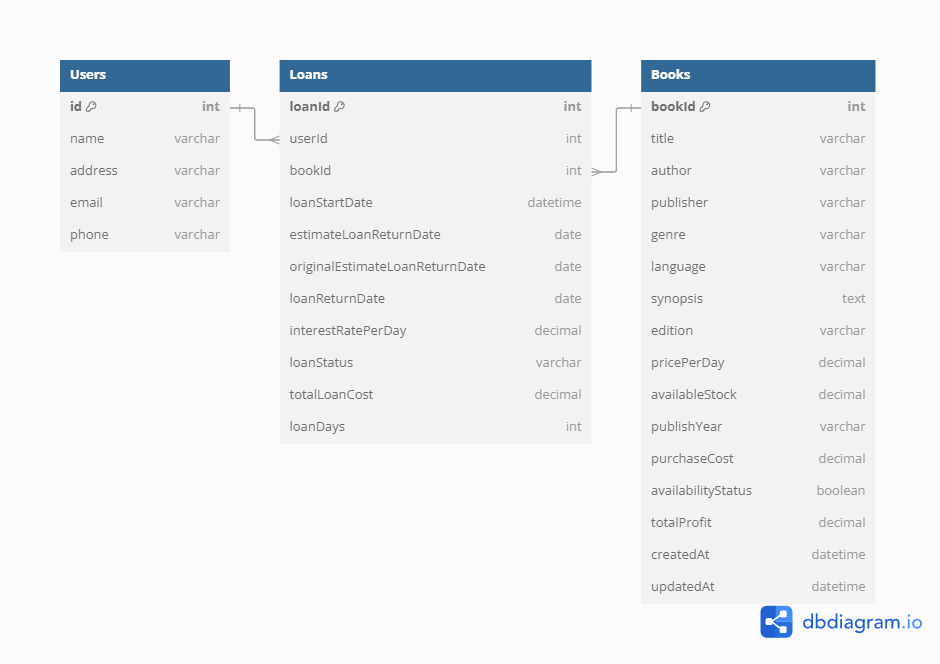 Users
id int
name varchar
address varchar
email varchar
phone varchar
Loans
loanId int
userId int
bookId int
loanStartDate datetime
estimateLoanReturnDate date
originalEstimateLoanReturnDate date
loanReturnDate date
interestRatePerDay decimal
loanStatus varchar
totalLoanCost decimal
loanDays int
Books
bookId int
title varchar
author varchar
publisher varchar
genre varchar
language varchar
synopsis text
edition varchar
pricePerDay decimal
availableStock decimal
publishYear varchar
purchaseCost decimal
availabilityStatus boolean
totalProfit decimal
createdAt datetime
updatedAt datetime
dbdiagram.io